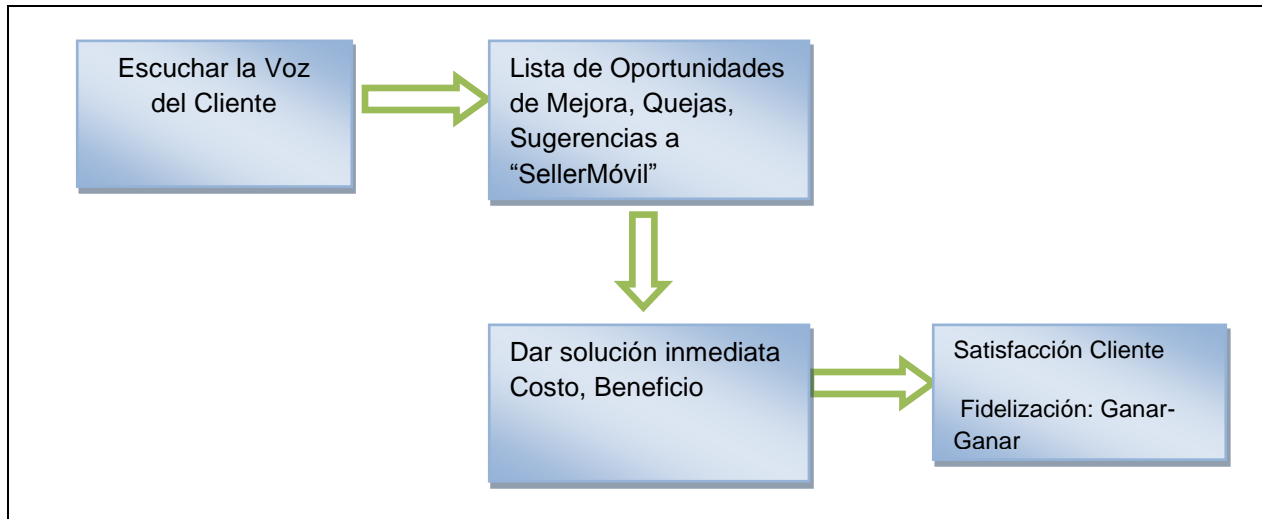 Escuchar la Voz
del Cliente
Lista de Oportunidades
de Mejora, Quejas,
Sugerencias a
“SellerMóvil”
Dar solución inmediata
Costo, Beneficio
Satisfacción Cliente
Fidelización: Ganar-
Ganar